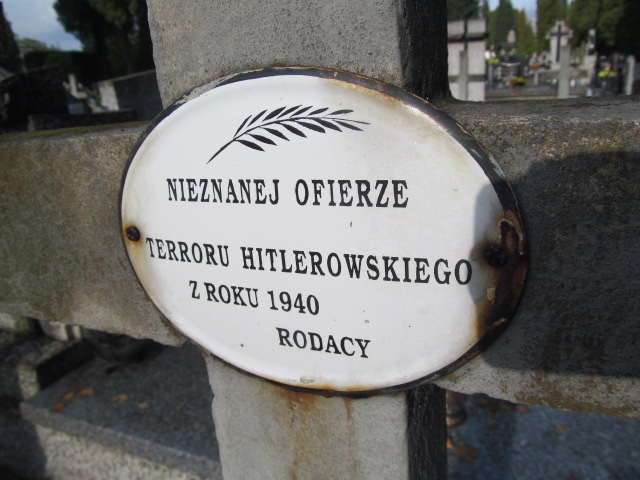 NIEZNANEJ OFIERZE
TERRORU HITLEROWSKIEGO
Z ROKU 1940
RODACY